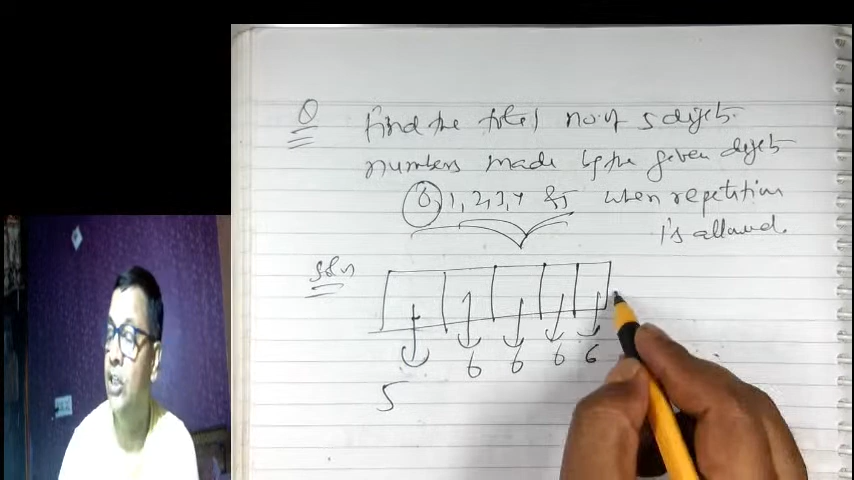 Q Find the total no. of 5 digit
numbers made by the given digits
0, 1, 2, 3, 4 & 5 when repetition
is allowed.
Soln
5 6 6 6 6